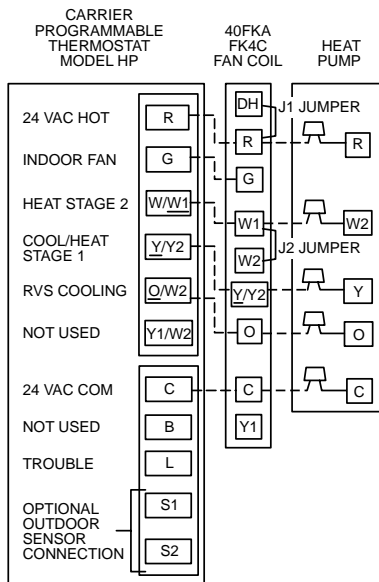 CARRIER
PROGRAMMABLE
THERMOSTAT
MODEL HP
40FKA
FK4C
FAN COIL
HEAT
PUMP
24 VAC HOT
R
DH
J1 JUMPER
R
R
INDOOR FAN
G
G
HEAT STAGE 2
W/W1
W1
W2
COOL/HEAT
STAGE 1
Y/Y2
W2
J2 JUMPER
RVS COOLING
O/W2
Y/Y2
Y
NOT USED
Y1/W2
O
O
24 VAC COM
C
C
C
NOT USED
B
Y1
TROUBLE
L
OPTIONAL
OUTDOOR
SENSOR
CONNECTION
S1
S2